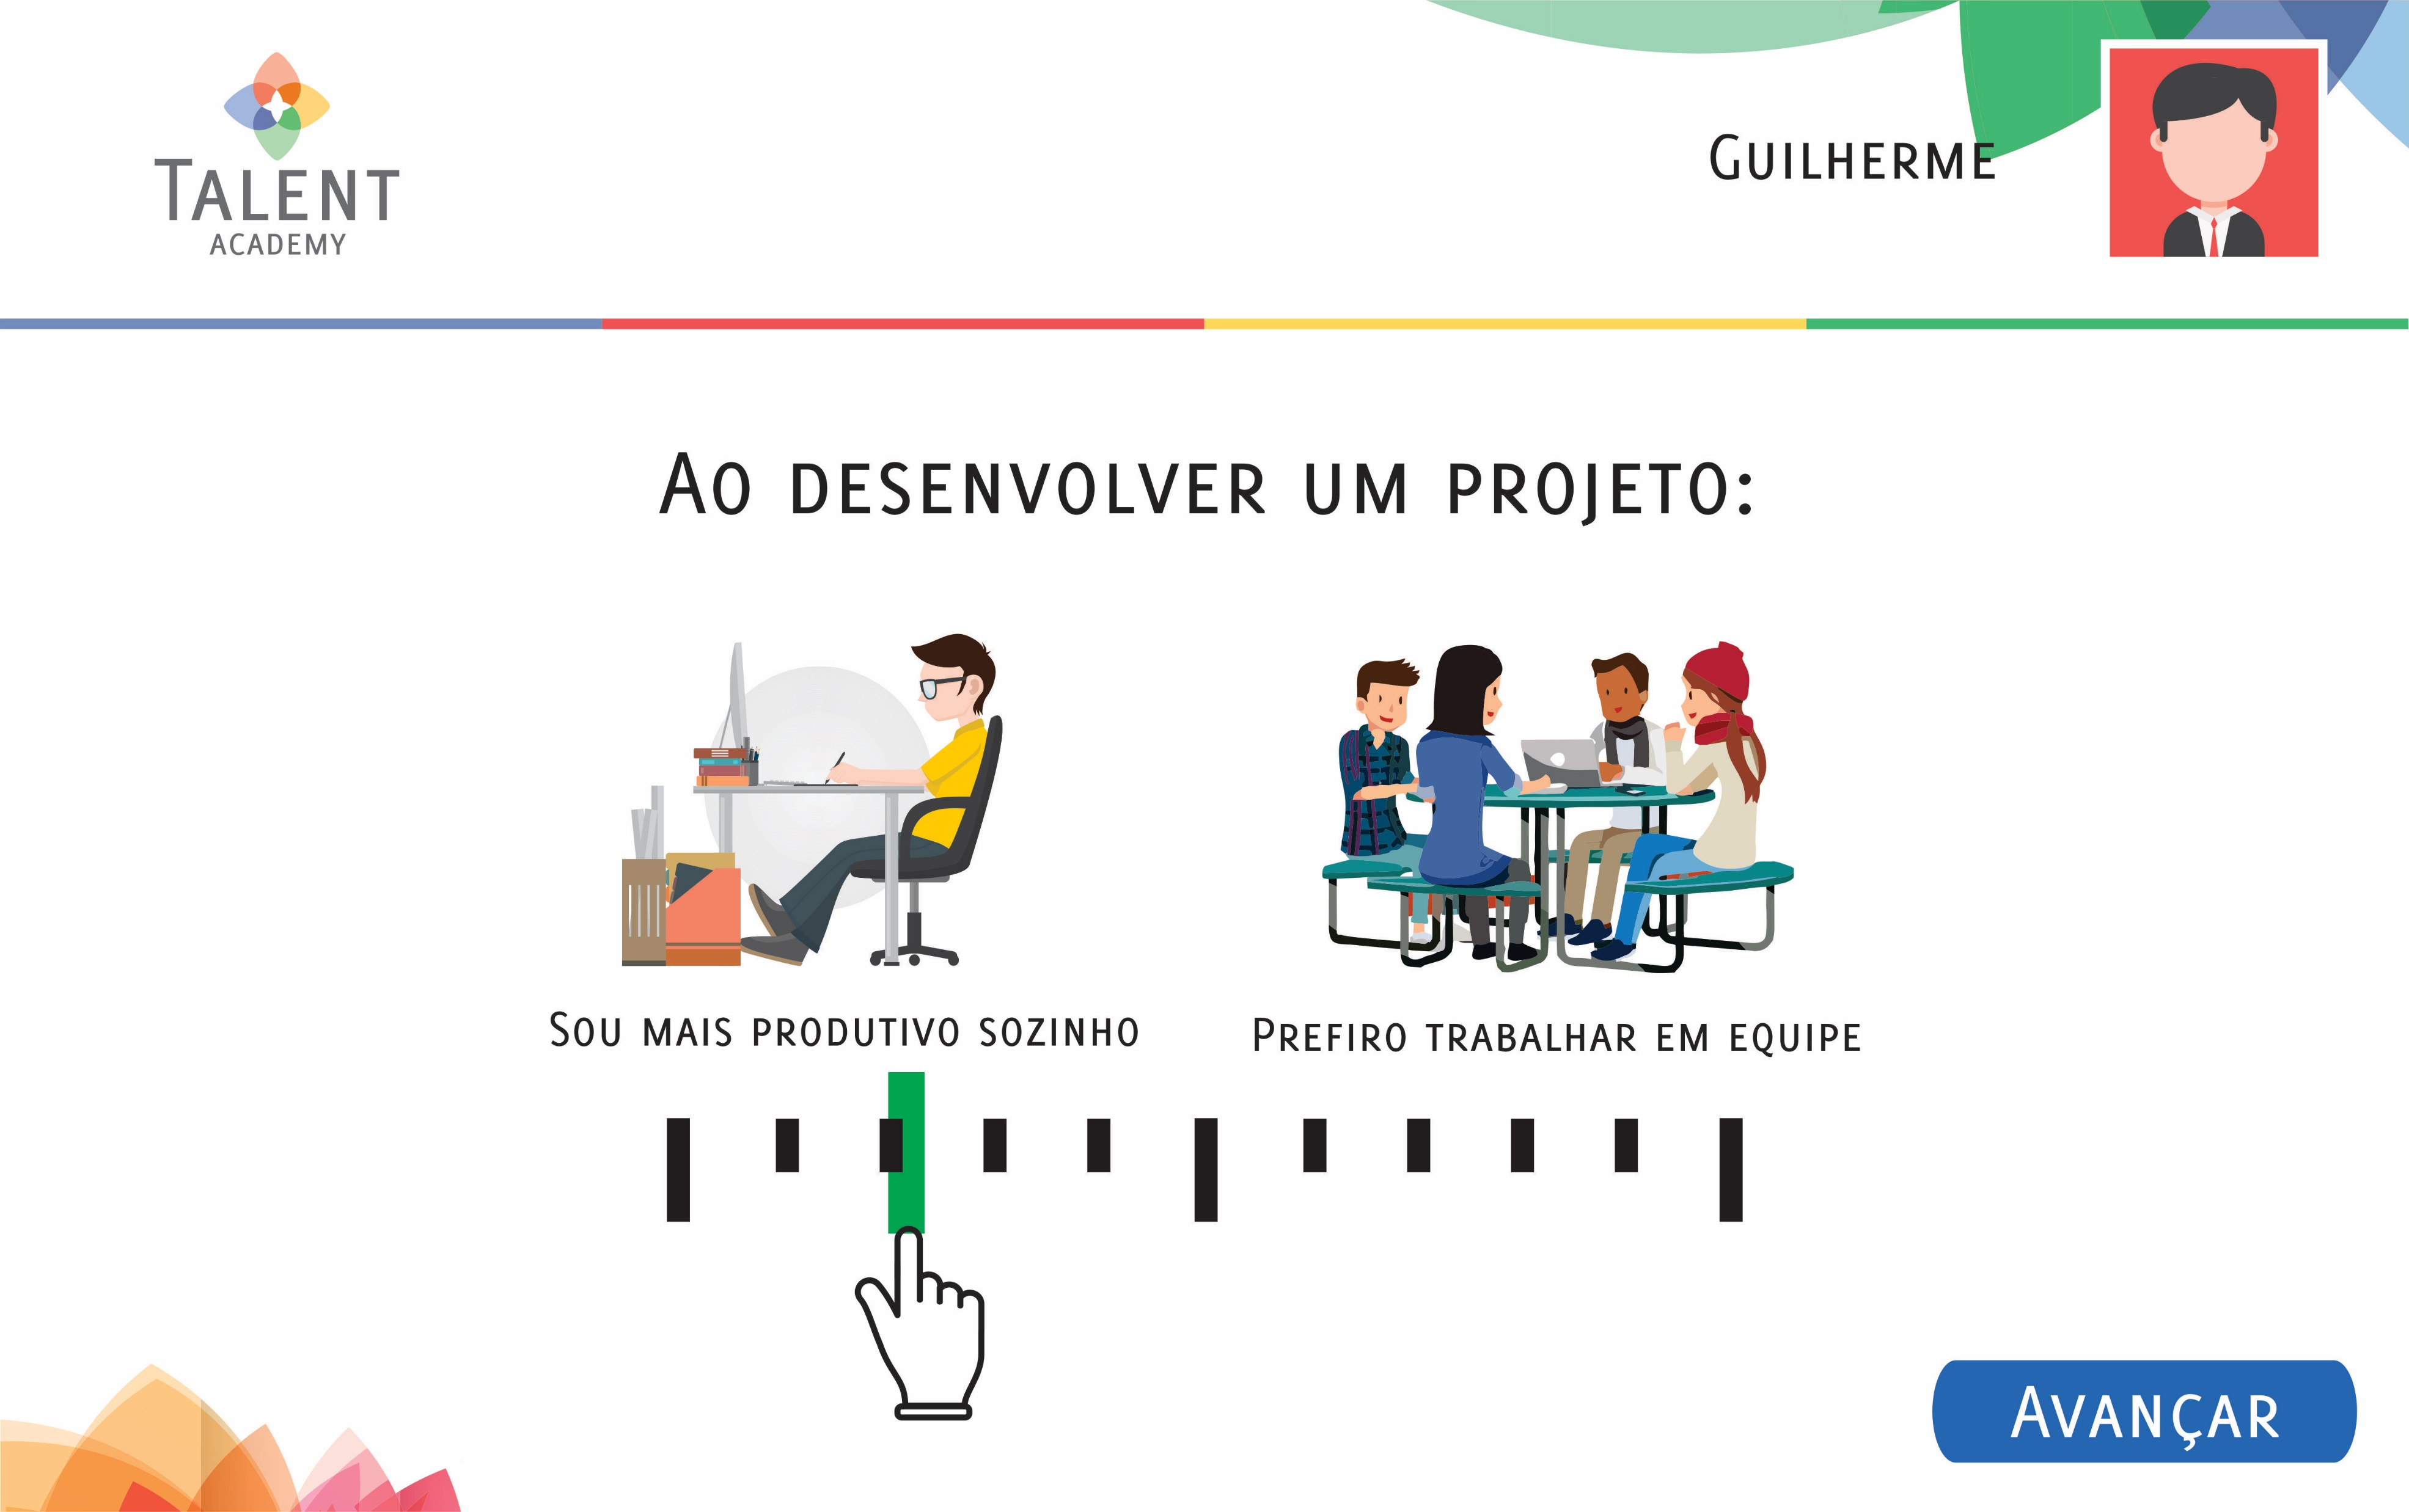 Talent
Academy
Guilherme
Ao desenvolver um projeto:
Sou mais produtivo sozinho
Prefiro trabalhar em equipe
Avançar